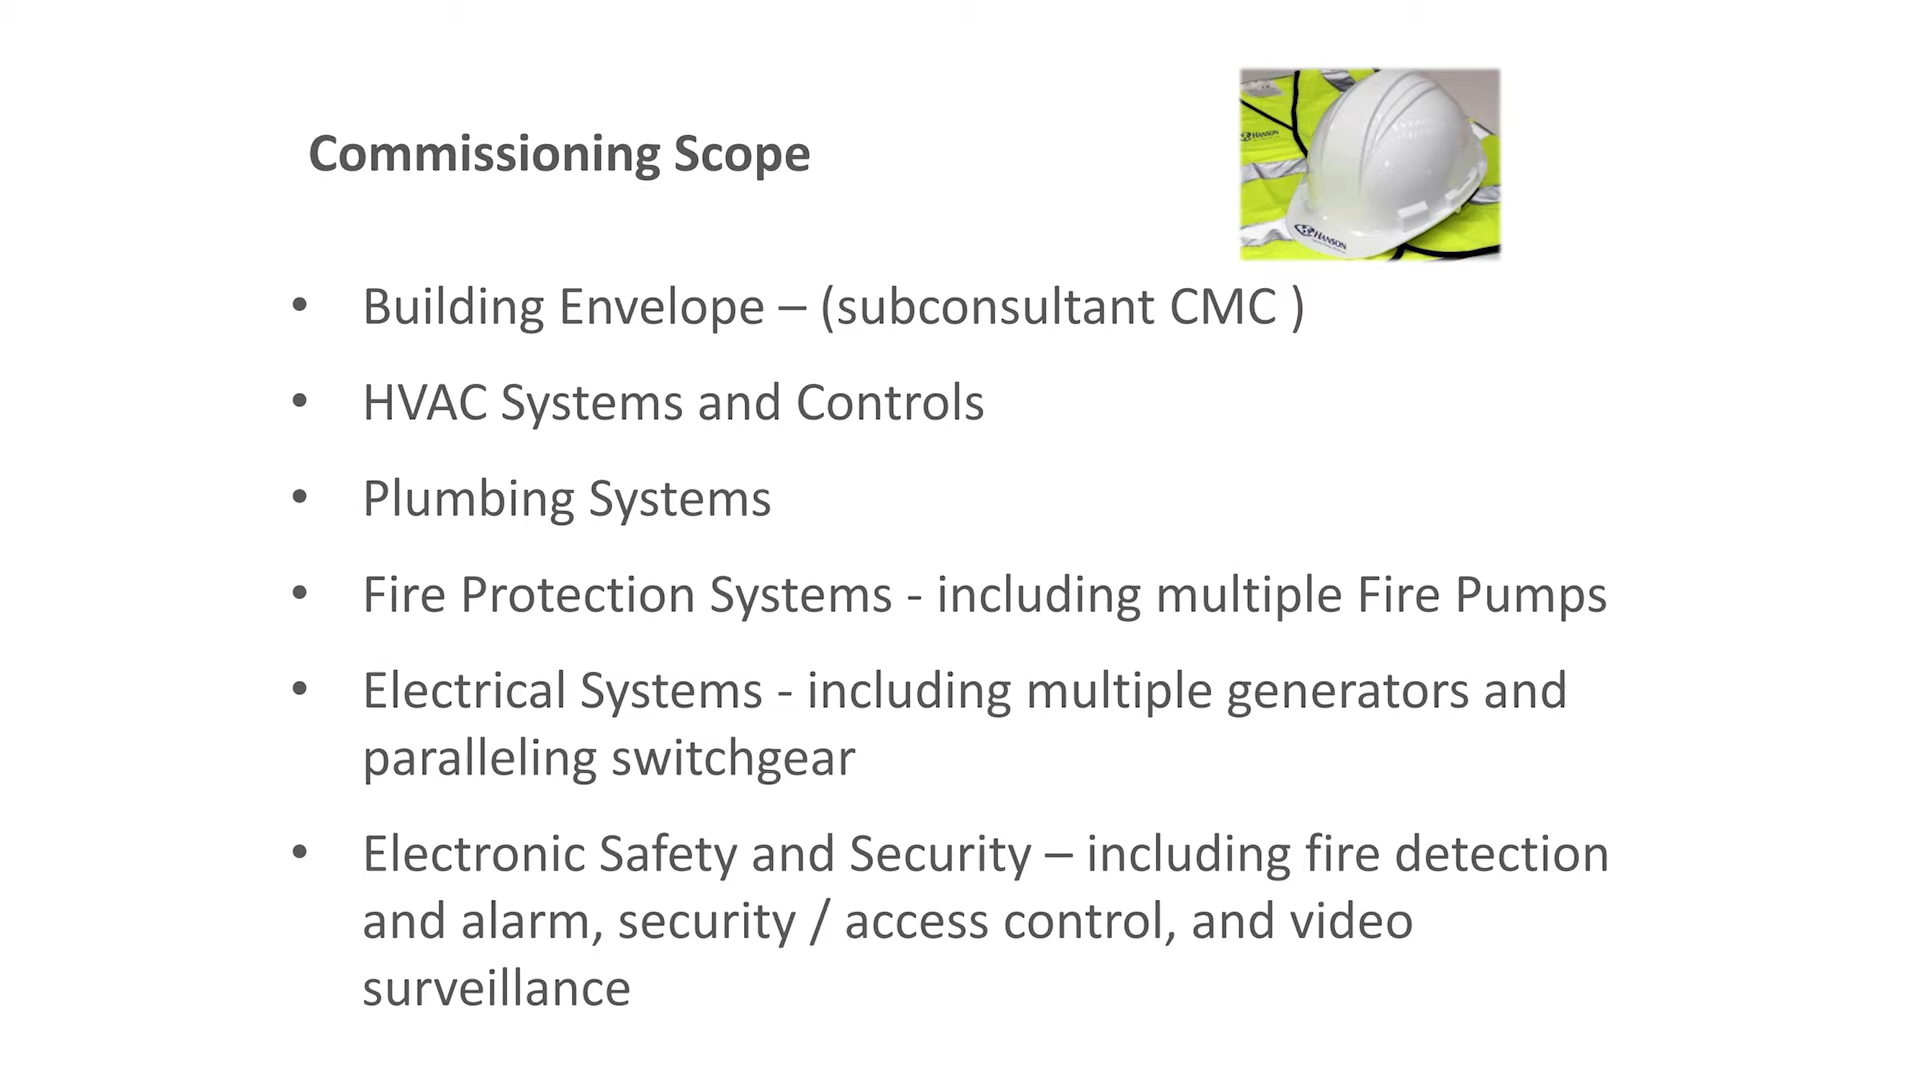 Commissioning Scope
HANSON
HANSON
• Building Envelope – (subconsultant CMC )
• HVAC Systems and Controls
• Plumbing Systems
• Fire Protection Systems - including multiple Fire Pumps
• Electrical Systems - including multiple generators and
paralleling switchgear
• Electronic Safety and Security – including fire detection
and alarm, security / access control, and video
surveillance